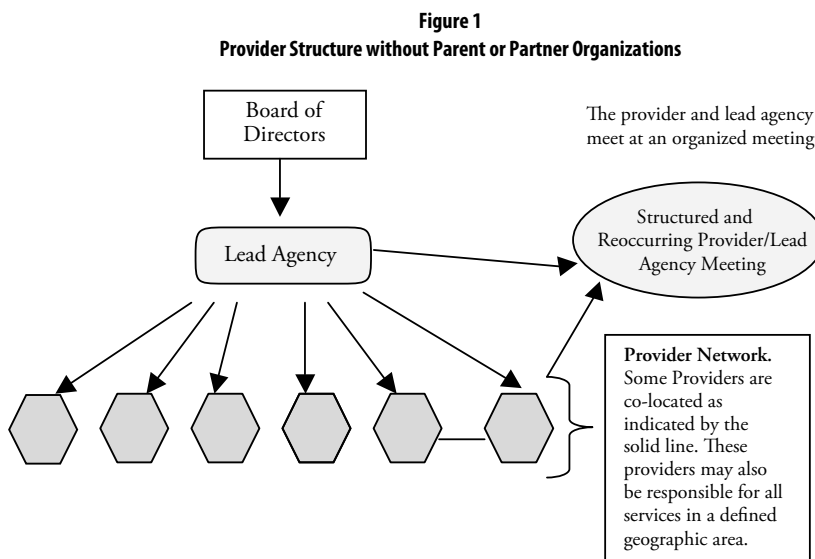 Figure 1
Provider Structure without Parent or Partner Organizations
Board of
Directors
The provider and lead agency
meet at an organized meeting
Structured and
Reoccurring Provider/Lead
Agency Meeting
Lead Agency
Provider Network.
Some Providers are
co-located as
indicated by the
solid line. These
providers may also
be responsible for all
services in a defined
geographic area.